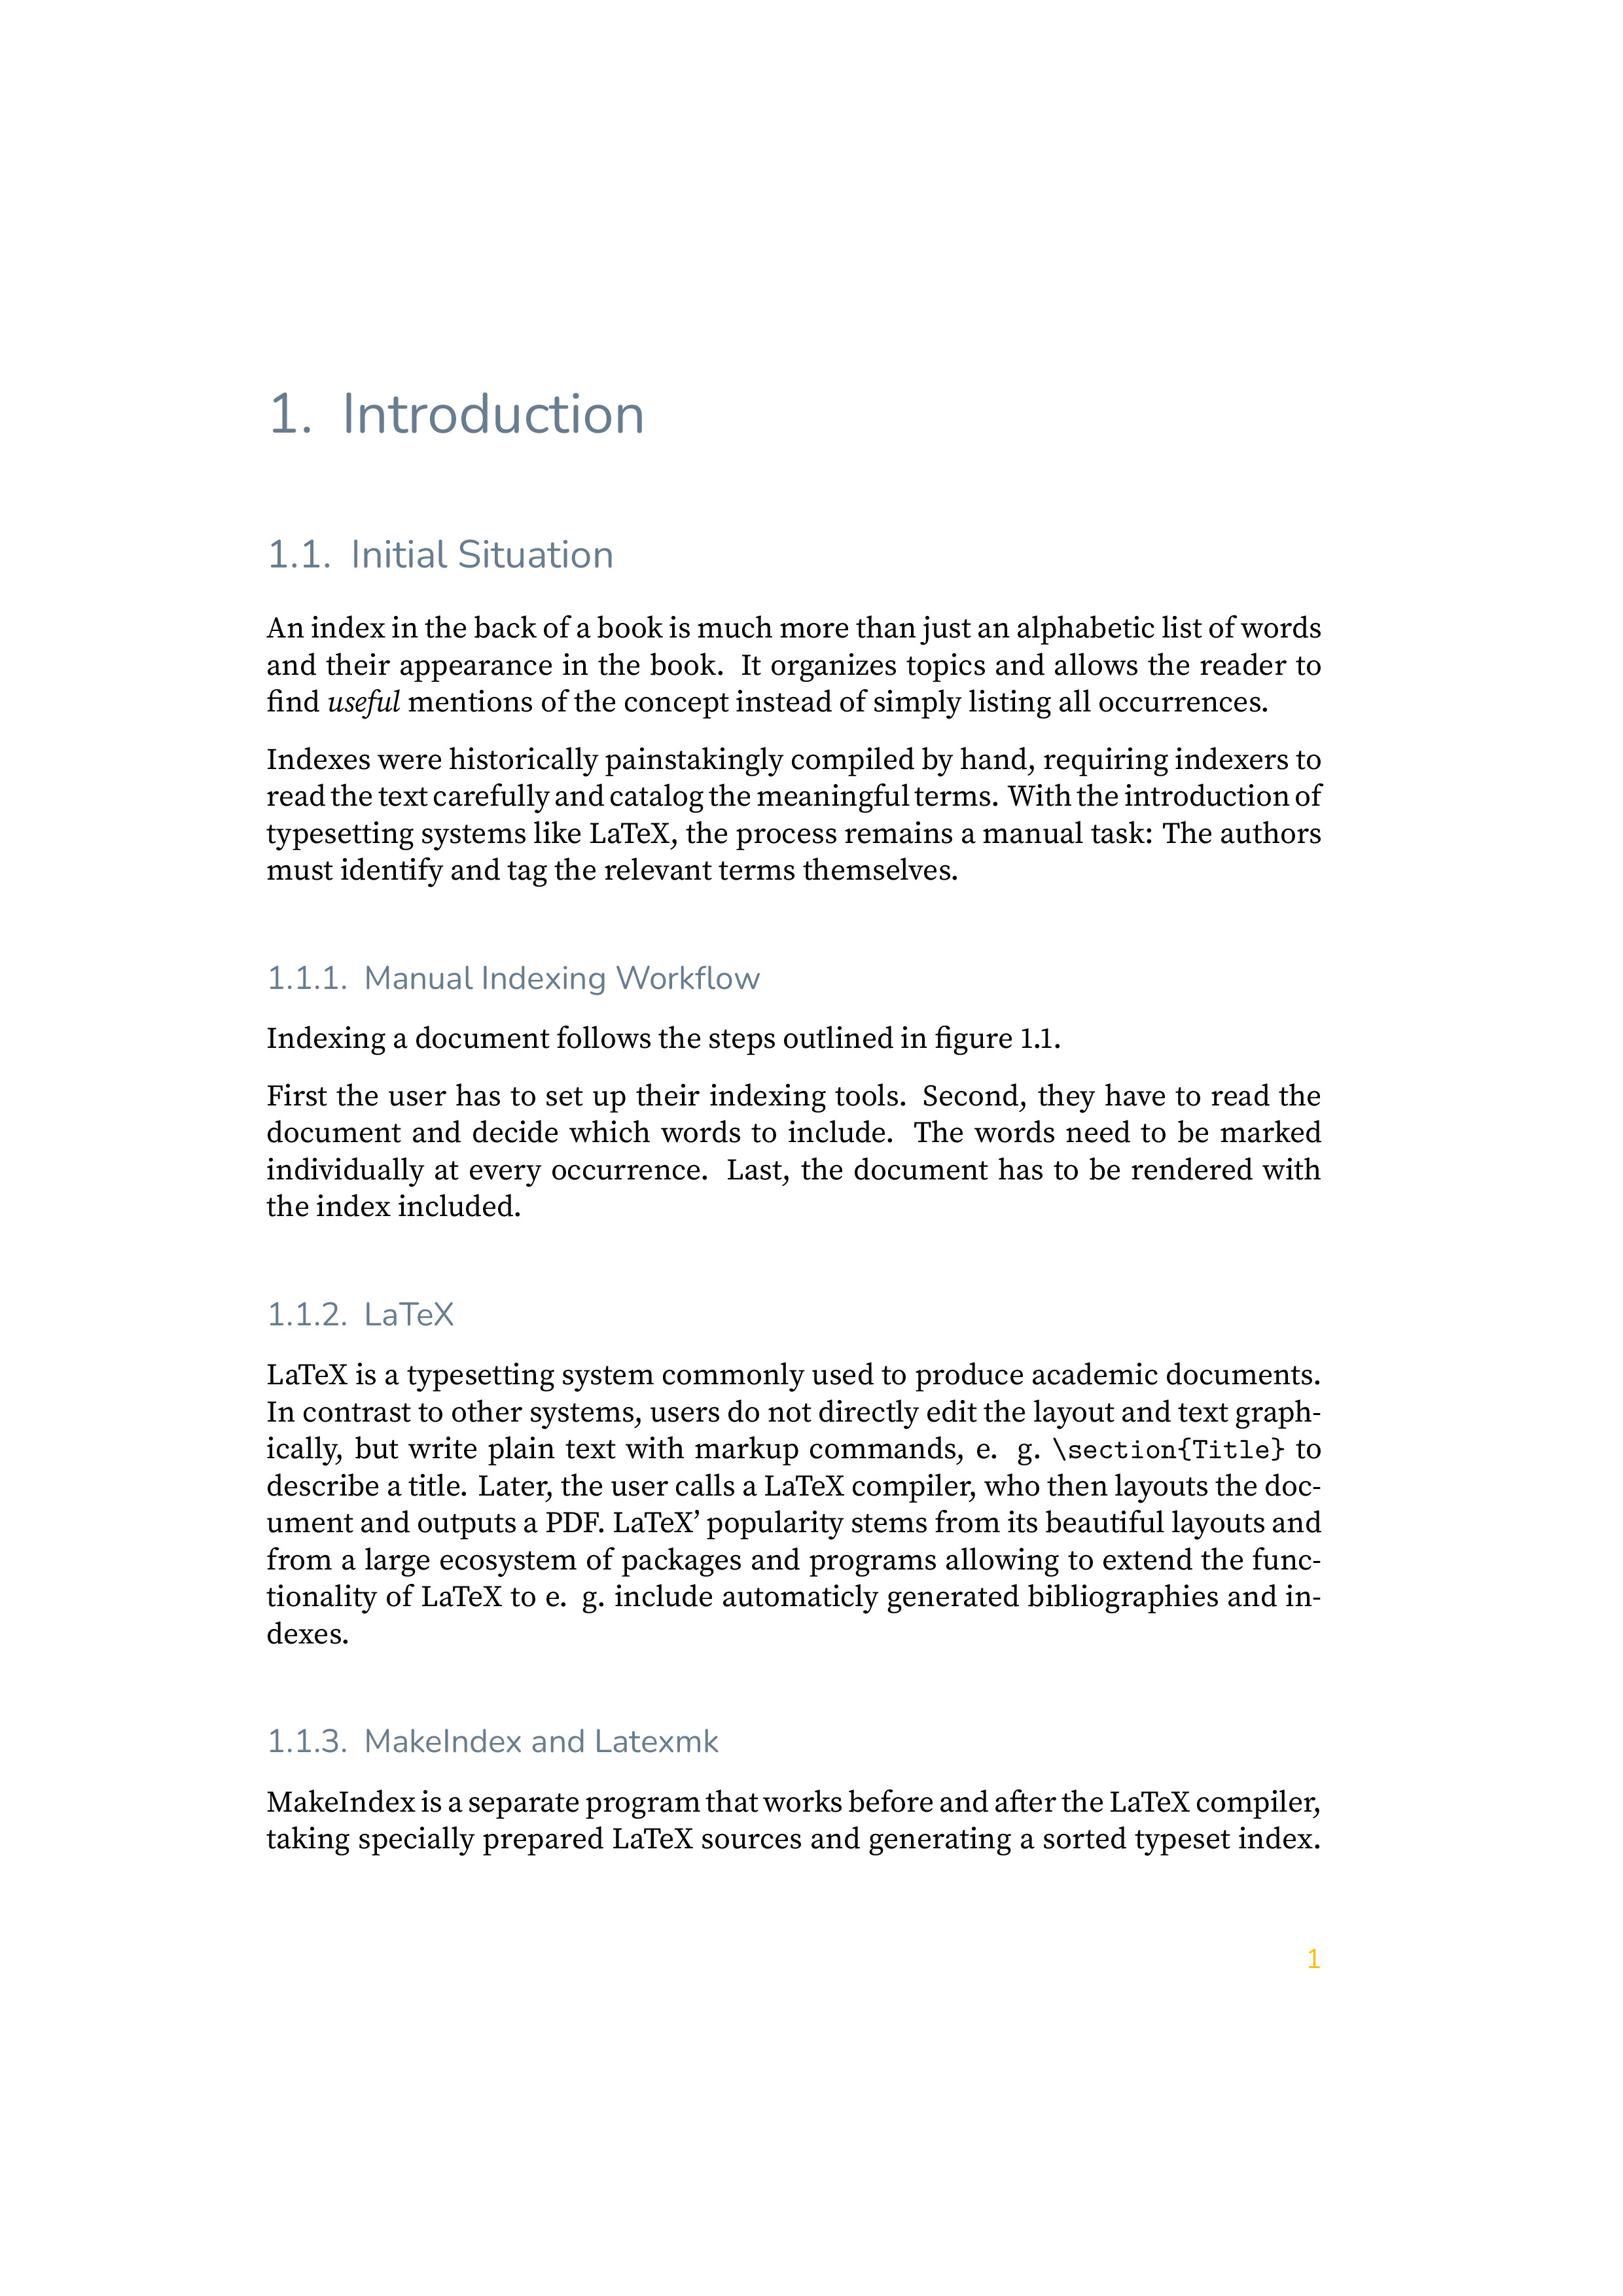 1. Introduction
1.1. Initial Situation
An index in the back of a book is much more than just an alphabetic list of words
and their appearance in the book. It organizes topics and allows the reader to
find useful mentions of the concept instead of simply listing all occurrences.
Indexes were historically painstakingly compiled by hand, requiring indexers to
read the text carefully and catalog the meaningful terms. With the introduction of
typesetting systems like LaTeX, the process remains a manual task: The authors
must identify and tag the relevant terms themselves.
1.1.1. Manual Indexing Workflow
Indexing a document follows the steps outlined in figure 1.1.
First the user has to set up their indexing tools. Second, they have to read the
document and decide which words to include. The words need to be marked
individually at every occurrence. Last, the document has to be rendered with
the index included.
1.1.2. LaTeX
LaTeX is a typesetting system commonly used to produce academic documents.
In contrast to other systems, users do not directly edit the layout and text graph-
ically, but write plain text with markup commands, e. g. \section{Title} to
describe a title. Later, the user calls a LaTeX compiler, who then layouts the doc-
ument and outputs a PDF. LaTeX’ popularity stems from its beautiful layouts and
from a large ecosystem of packages and programs allowing to extend the func-
tionality of LaTeX to e. g. include automaticly generated bibliographies and in-
dexes.
1.1.3. MakeIndex and Latexmk
MakeIndex is a separate program that works before and after the LaTeX compiler,
taking specially prepared LaTeX sources and generating a sorted typeset index.
1